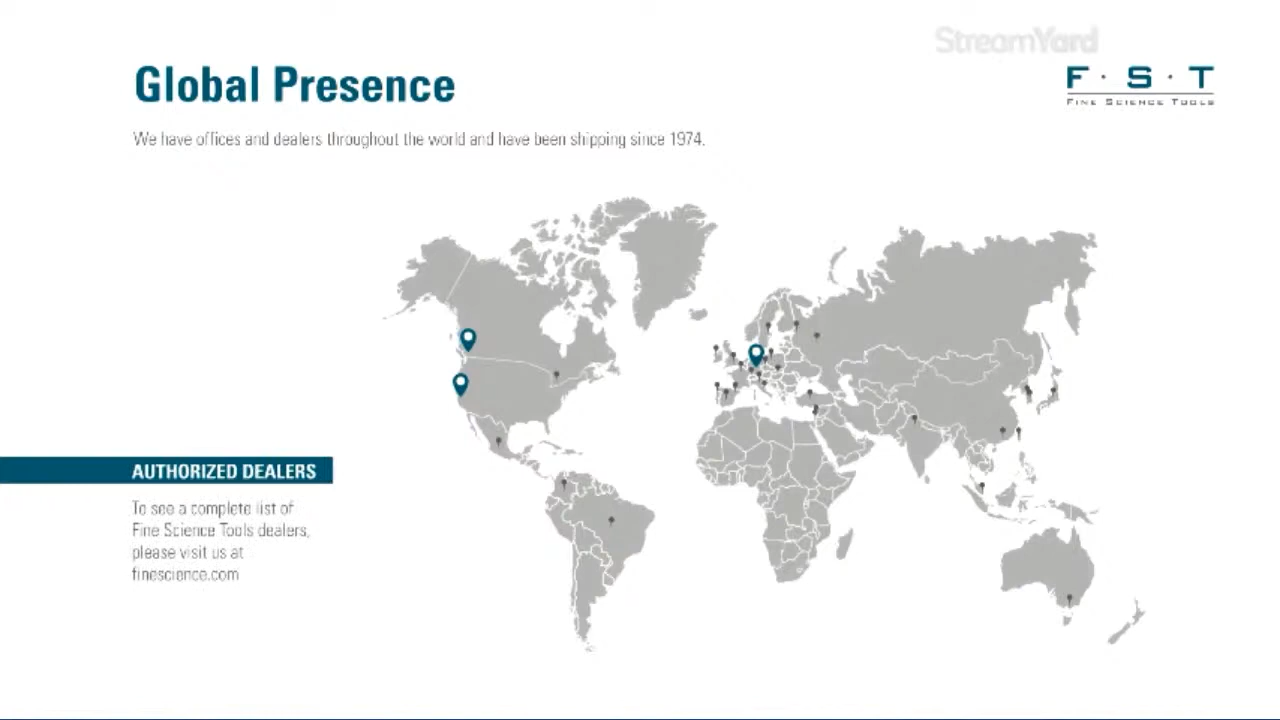 StreamYard
Global Presence
F · S · T
FINE SCIENCE TOOLS
We have offices and dealers throughout the world and have been shipping since 1974.
AUTHORIZED DEALERS
To see a complete list of
Fine Science Tools dealers,
please visit us at
finescience.com